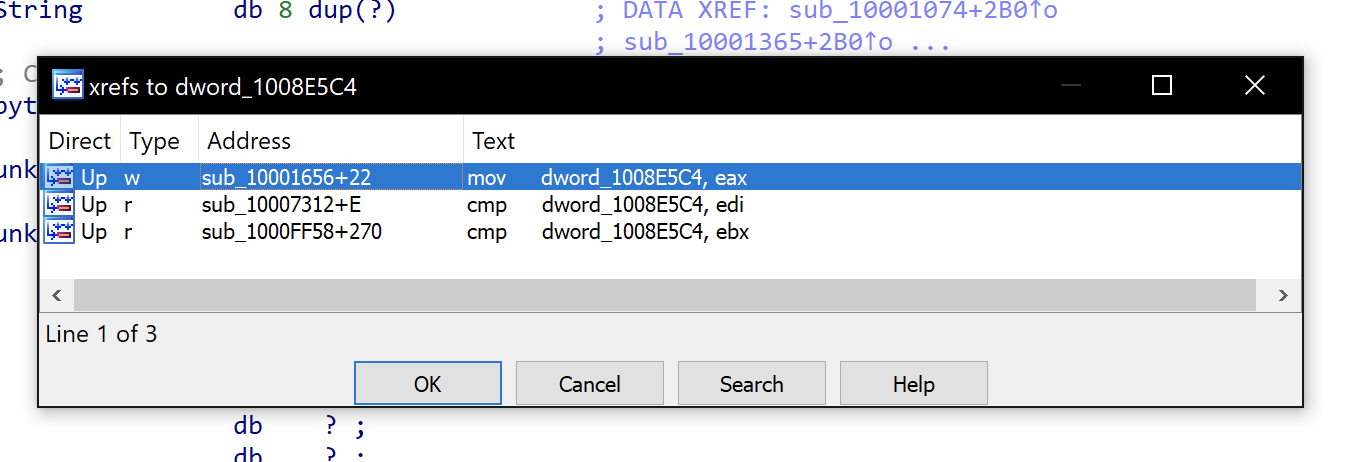 String db 8 dup(?) ; DATA XREF: sub_10001074+2B0↑o
; sub_10001365+2B0↑o ...
; C
xrefs to dword_1008E5C4
byt
Direct Type Address Text
unk Up w sub_10001656+22 mov dword_1008E5C4, eax
Up r sub_10007312+E cmp dword_1008E5C4, edi
unk Up r sub_1000FF58+270 cmp dword_1008E5C4, ebx
Line 1 of 3
OK Cancel Search Help
db ? ;
db ? ;